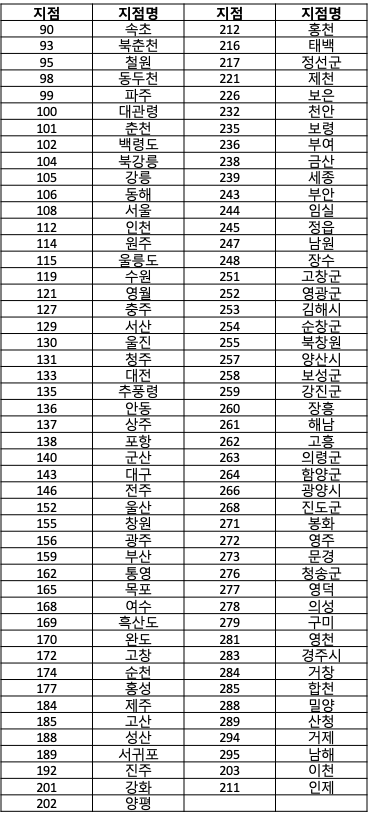 지점 지점명 지점 지점명
90 속초 212 홍천
93 북춘천 216 태백
95 철원 217 정선군
98 동두천 221 제천
99 파주 226 보은
100 대관령 232 천안
101 춘천 235 보령
102 백령도 236 부여
104 북강릉 238 금산
105 강릉 239 세종
106 동해 243 부안
108 서울 244 임실
112 인천 245 정읍
114 원주 247 남원
115 울릉도 248 장수
119 수원 251 고창군
121 영월 252 영광군
127 충주 253 김해시
129 서산 254 순창군
130 울진 255 북창원
131 청주 257 양산시
133 대전 258 보성군
135 추풍령 259 강진군
136 안동 260 장흥
137 상주 261 해남
138 포항 262 고흥
140 군산 263 의령군
143 대구 264 함양군
146 전주 266 광양시
152 울산 268 진도군
155 창원 271 봉화
156 광주 272 영주
159 부산 273 문경
162 통영 276 청송군
165 목포 277 영덕
168 여수 278 의성
169 흑산도 279 구미
170 완도 281 영천
172 고창 283 경주시
174 순천 284 거창
177 홍성 285 합천
184 제주 288 밀양
185 고산 289 산청
188 성산 294 거제
189 서귀포 295 남해
192 진주 203 이천
201 강화 211 인제
202 양평